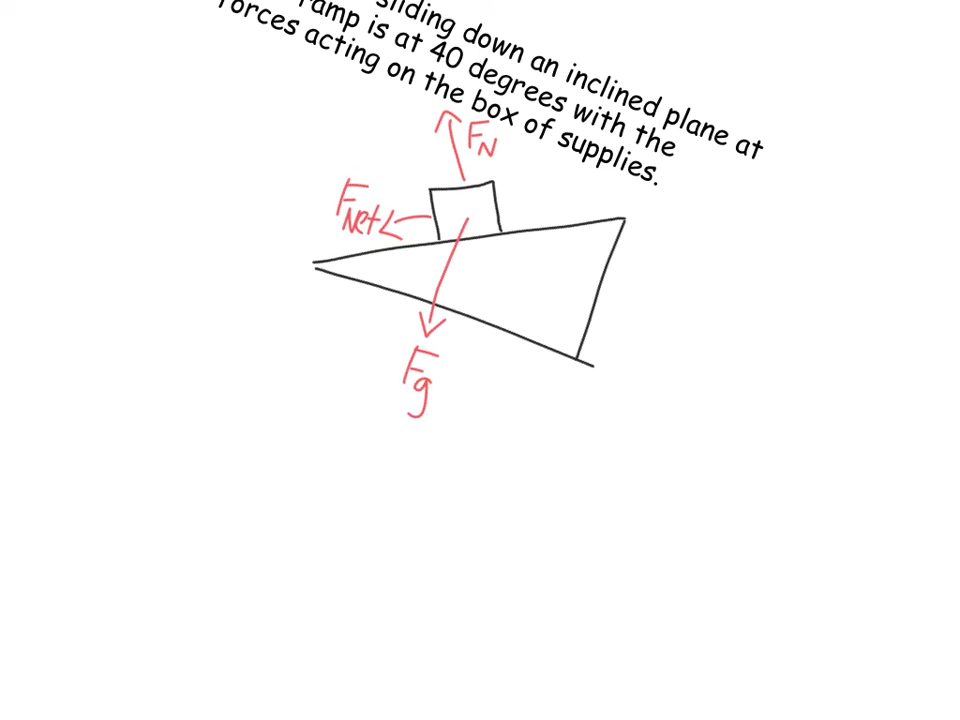 sliding down an inclined plane at
ramp is at 40 degrees with the
forces acting on the box of supplies.
FN
FNet
Fg